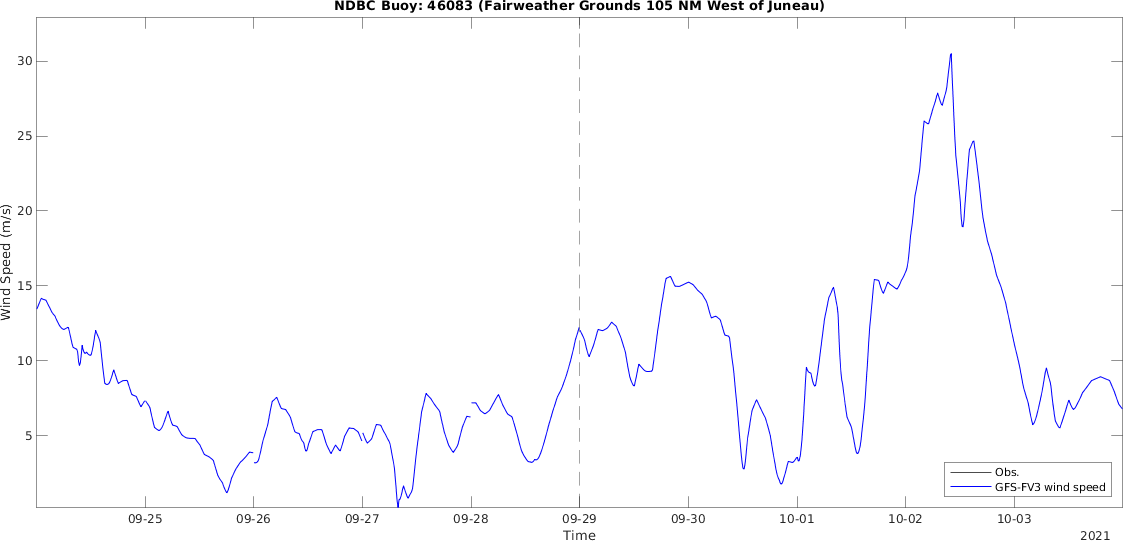 NDBC Buoy: 46083 (Fairweather Grounds 105 NM West of Juneau)
30
25
20
15
10
5
Wind Speed (m/s)
Obs.
GFS-FV3 wind speed
09-25 09-26 09-27 09-28 09-29 09-30 10-01 10-02 10-03
Time
2021